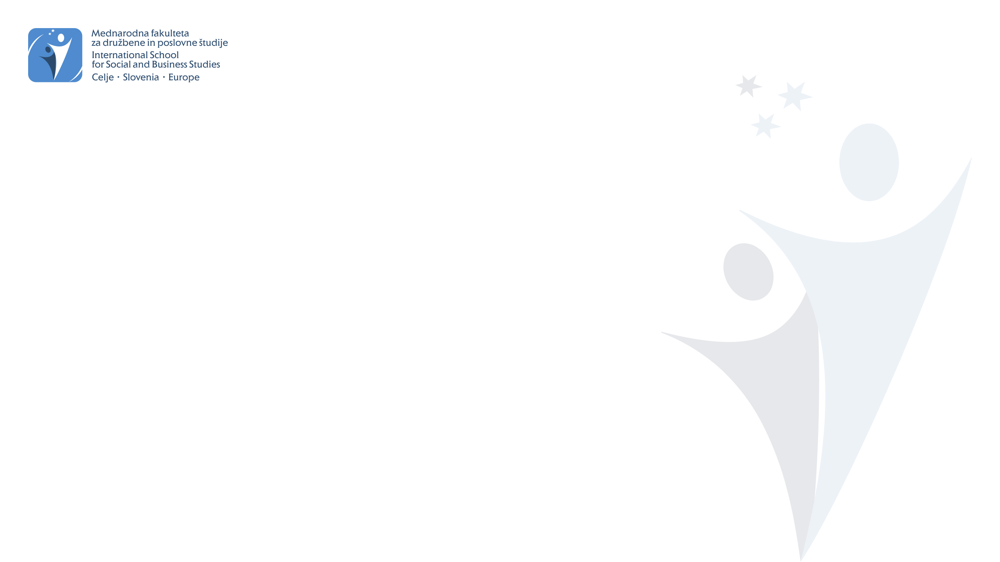 Mednarodna fakulteta
za družbene in poslovne študije
International School
for Social and Business Studies
Celje · Slovenia · Europe